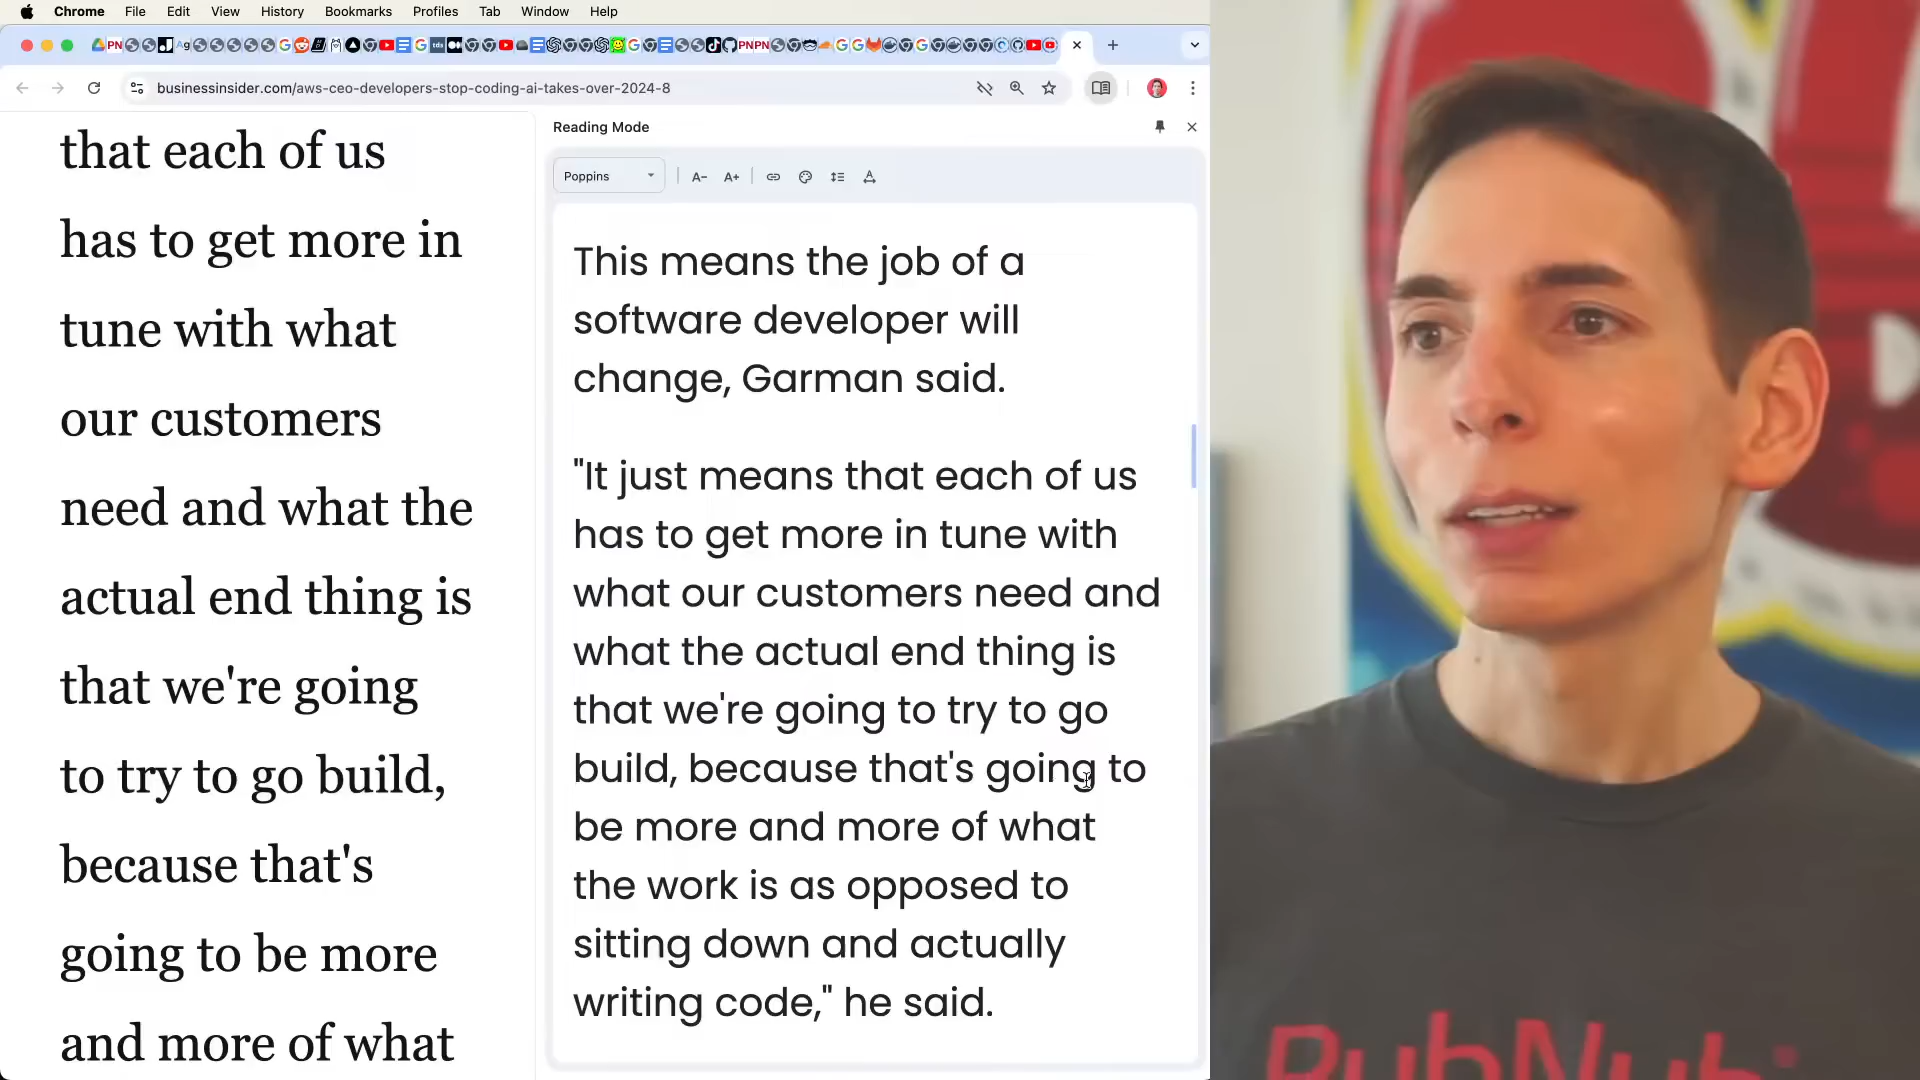 Chrome File Edit View History Bookmarks Profiles Tab Window Help
businessinsider.com/aws-ceo-developers-stop-coding-ai-takes-over-2024-8
that each of us
has to get more in
tune with what
our customers
need and what the
actual end thing is
that we're going
to try to go build,
because that's
going to be more
and more of what
Reading Mode
Poppins
A-
A+
This means the job of a
software developer will
change, Garman said.
"It just means that each of us
has to get more in tune with
what our customers need and
what the actual end thing is
that we're going to try to go
build, because that's going to
be more and more of what
the work is as opposed to
sitting down and actually
writing code," he said.
PubNub